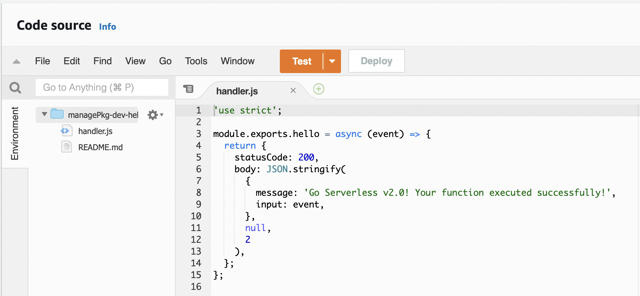 Code source Info
File Edit Find View Go Tools Window Test Deploy
Go to Anything (⌘ P)
handler.js
Environment
managePkg-dev-hel
handler.js
README.md
1 'use strict';
2
3 module.exports.hello = async (event) => {
4 return {
5 statusCode: 200,
6 body: JSON.stringify(
7 {
8 message: 'Go Serverless v2.0! Your function executed successfully!',
9 input: event,
10 },
11 null,
12 2
13 ),
14 };
15 };
16